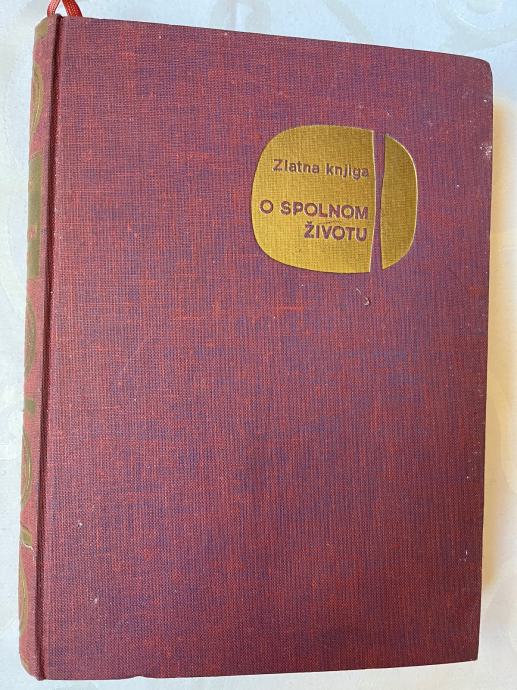 Zlatna knjiga
O SPOLNOM
ŽIVOTU